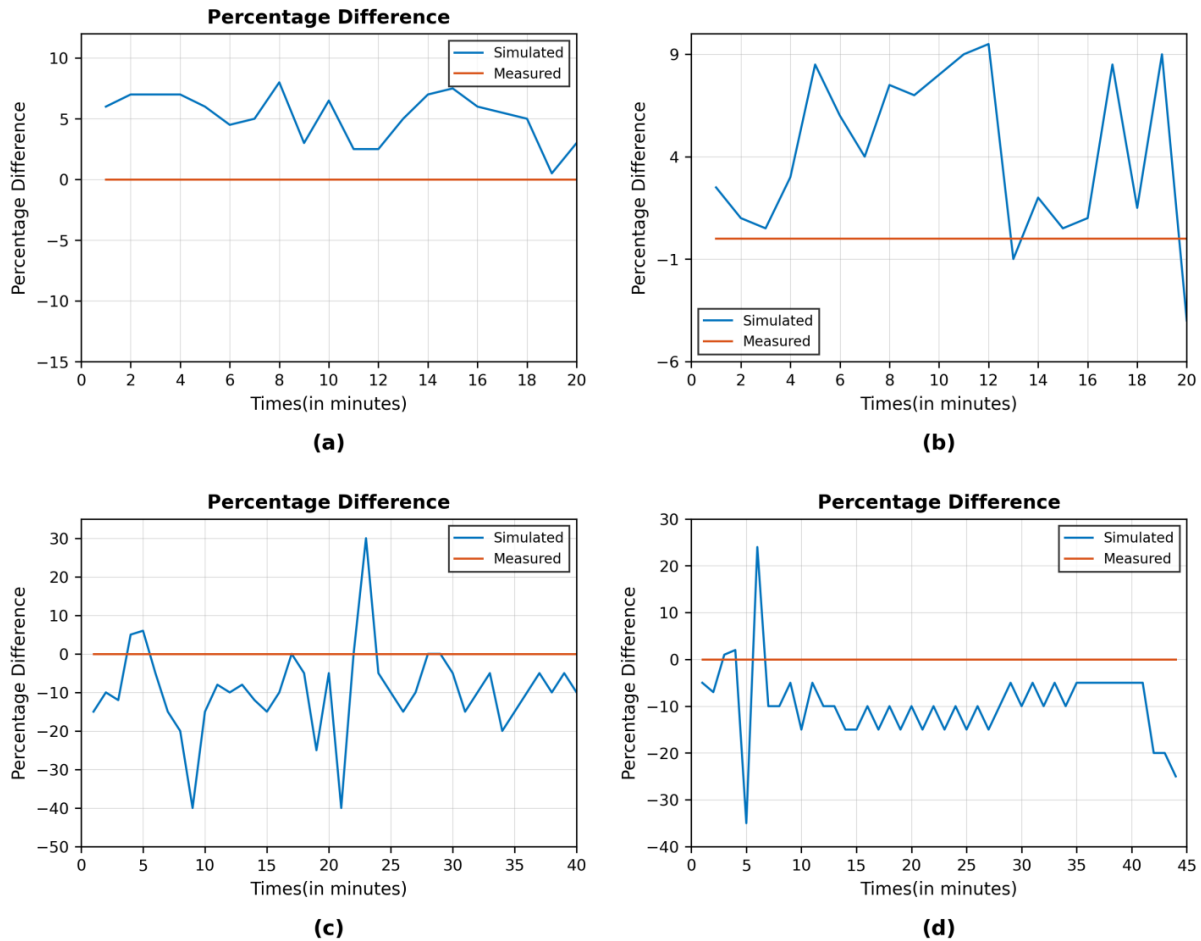 Percentage Difference
Simulated
Measured
Percentage Difference
10
5
0
−5
−10
−15
0 2 4 6 8 10 12 14 16 18 20
Times(in minutes)
(a)
Simulated
Measured
Percentage Difference
9
4
−1
−6
0 2 4 6 8 10 12 14 16 18 20
Times(in minutes)
(b)
Percentage Difference
Simulated
Measured
Percentage Difference
30
20
10
0
−10
−20
−30
−40
−50
0 5 10 15 20 25 30 35 40
Times(in minutes)
(c)
Percentage Difference
Simulated
Measured
Percentage Difference
30
20
10
0
−10
−20
−30
−40
0 5 10 15 20 25 30 35 40 45
Times(in minutes)
(d)